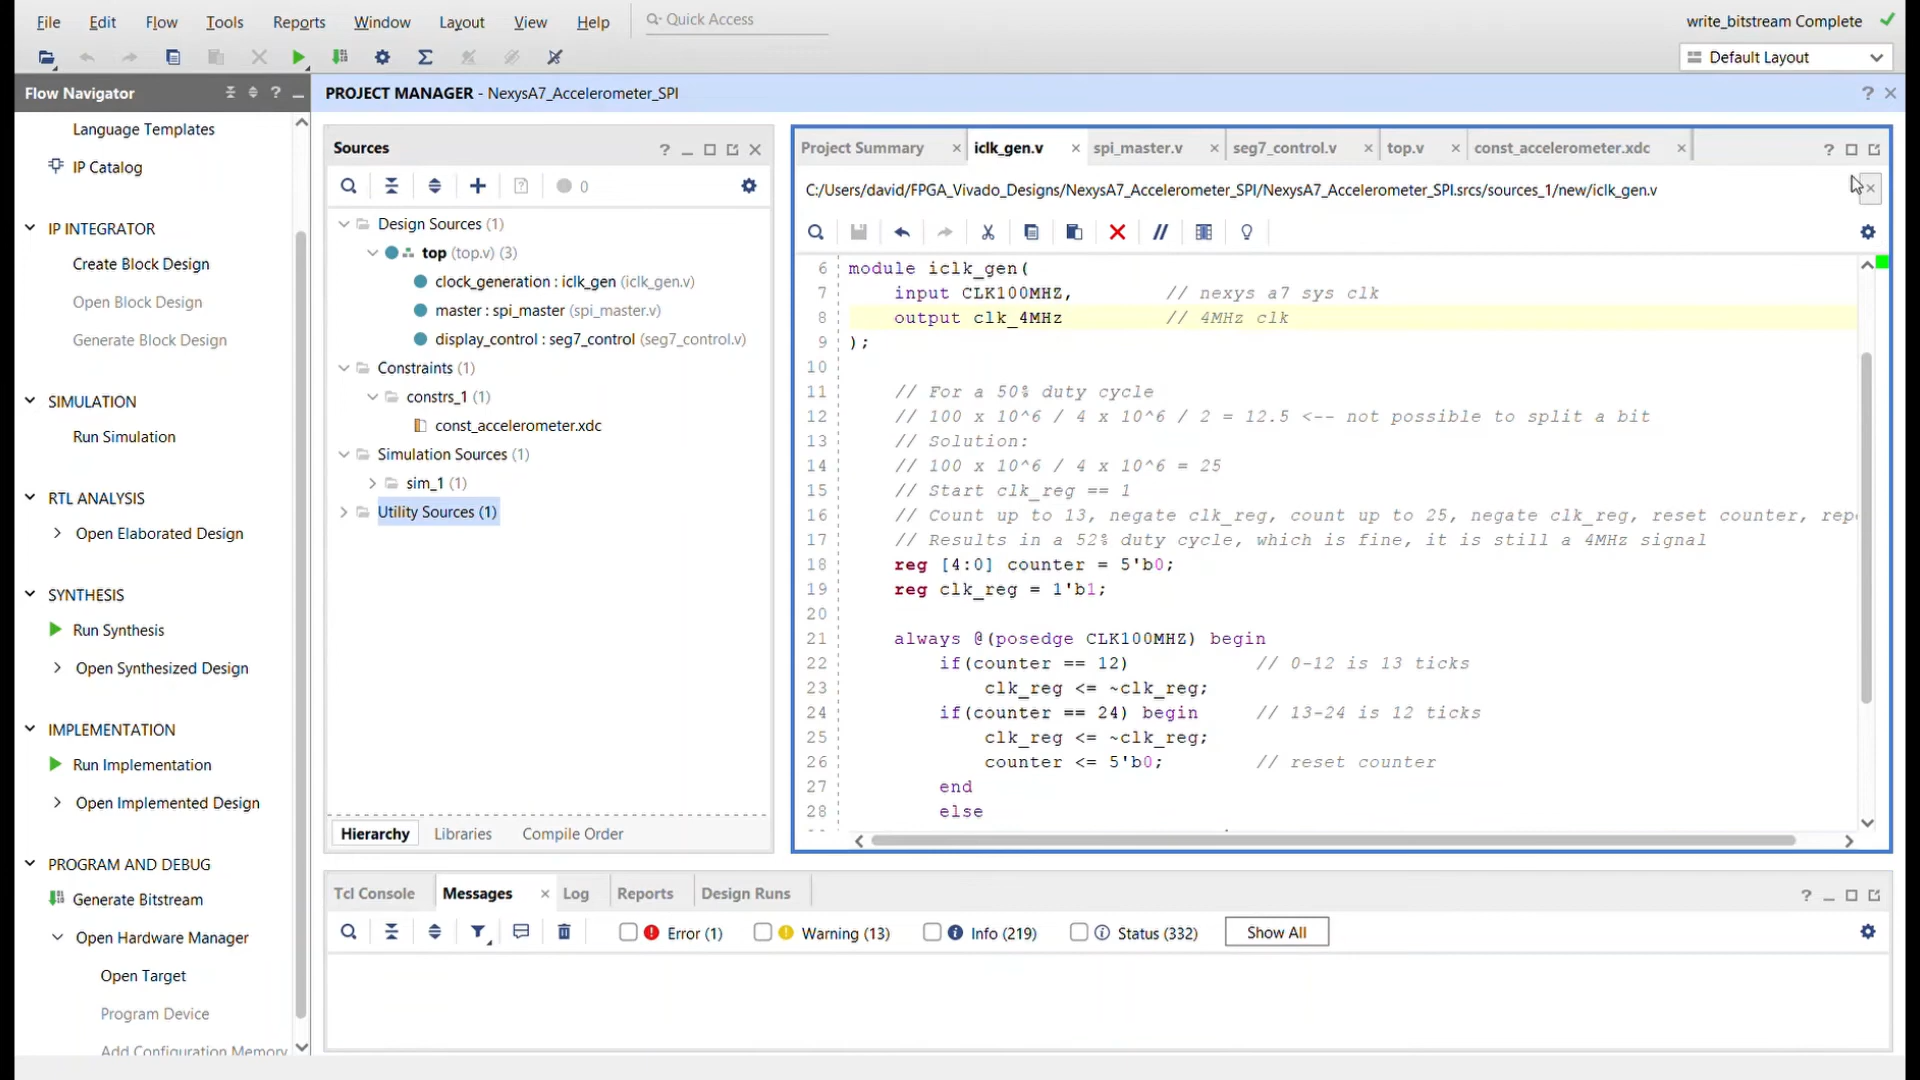 File Edit Flow Tools Reports Window Layout View Help Quick Access
write_bitstream Complete
Default Layout
Flow Navigator
PROJECT MANAGER - NexysA7_Accelerometer_SPI
Language Templates
IP Catalog
IP INTEGRATOR
Create Block Design
Open Block Design
Generate Block Design
SIMULATION
Run Simulation
RTL ANALYSIS
Open Elaborated Design
SYNTHESIS
Run Synthesis
Open Synthesized Design
IMPLEMENTATION
Run Implementation
Open Implemented Design
PROGRAM AND DEBUG
Generate Bitstream
Open Hardware Manager
Open Target
Program Device
Add Configuration Memory
Sources
0
Design Sources (1)
top (top.v) (3)
clock_generation : iclk_gen (iclk_gen.v)
master : spi_master (spi_master.v)
display_control : seg7_control (seg7_control.v)
Constraints (1)
constrs_1 (1)
const_accelerometer.xdc
Simulation Sources (1)
sim_1 (1)
Utility Sources (1)
Hierarchy Libraries Compile Order
Project Summary iclk_gen.v spi_master.v seg7_control.v top.v const_accelerometer.xdc
C:/Users/david/FPGA_Vivado_Designs/NexysA7_Accelerometer_SPI/NexysA7_Accelerometer_SPI.srcs/sources_1/new/iclk_gen.v
6 module iclk_gen(
7 input CLK100MHZ, // nexys a7 sys clk
8 output clk_4MHz // 4MHz clk
9 );
10
11 // For a 50% duty cycle
12 // 100 x 10^6 / 4 x 10^6 / 2 = 12.5 <-- not possible to split a bit
13 // Solution:
14 // 100 x 10^6 / 4 x 10^6 = 25
15 // Start clk_reg == 1
16 // Count up to 13, negate clk_reg, count up to 25, negate clk_reg, reset counter,
17 // Results in a 52% duty cycle, which is fine, it is still a 4MHz signal
18 reg [4:0] counter = 5'b0;
19 reg clk_reg = 1'b1;
20
21 always @(posedge CLK100MHZ) begin
22 if(counter == 12) // 0-12 is 13 ticks
23 clk_reg <= ~clk_reg;
24 if(counter == 24) begin // 13-24 is 12 ticks
25 clk_reg <= ~clk_reg;
26 counter <= 5'b0; // reset counter
27 end
28 else
Tcl Console Messages Log Reports Design Runs
Error (1) Warning (13) Info (219) Status (332) Show All